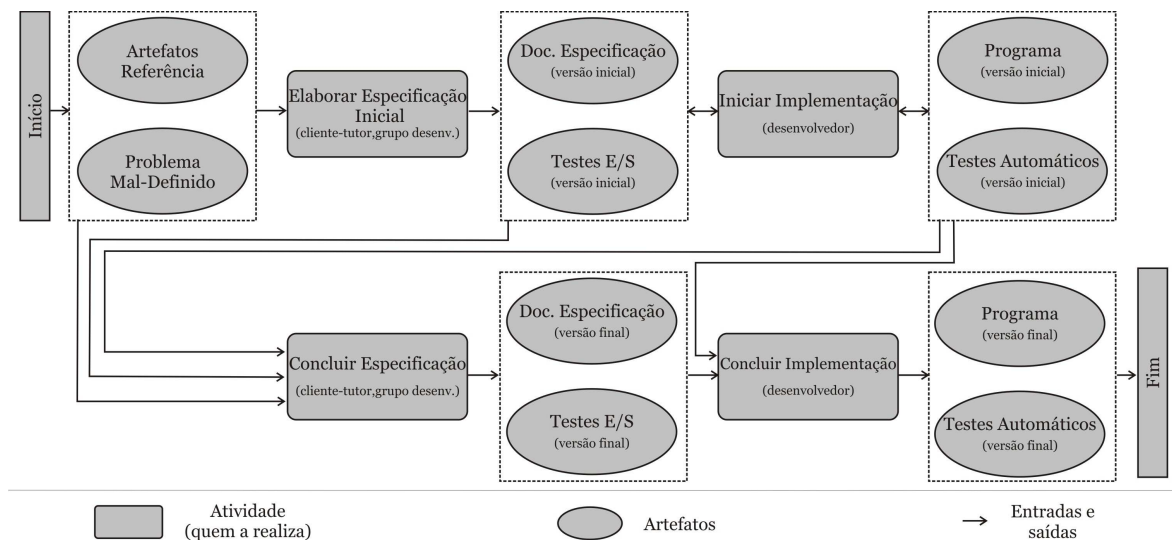 Início
Artefatos
Referência
Problema
Mal-Definido
Elaborar Especificação
Inicial
(cliente-tutor,grupo desenv.)
Doc. Especificação
(versão inicial)
Testes E/S
(versão inicial)
Iniciar Implementação
(desenvolvedor)
Programa
(versão inicial)
Testes Automáticos
(versão inicial)
Concluir Especificação
(cliente-tutor,grupo desenv.)
Doc. Especificação
(versão final)
Testes E/S
(versão final)
Concluir Implementação
(desenvolvedor)
Programa
(versão final)
Testes Automáticos
(versão final)
Fim
Atividade
(quem a realiza)
Artefatos
Entradas e
saídas